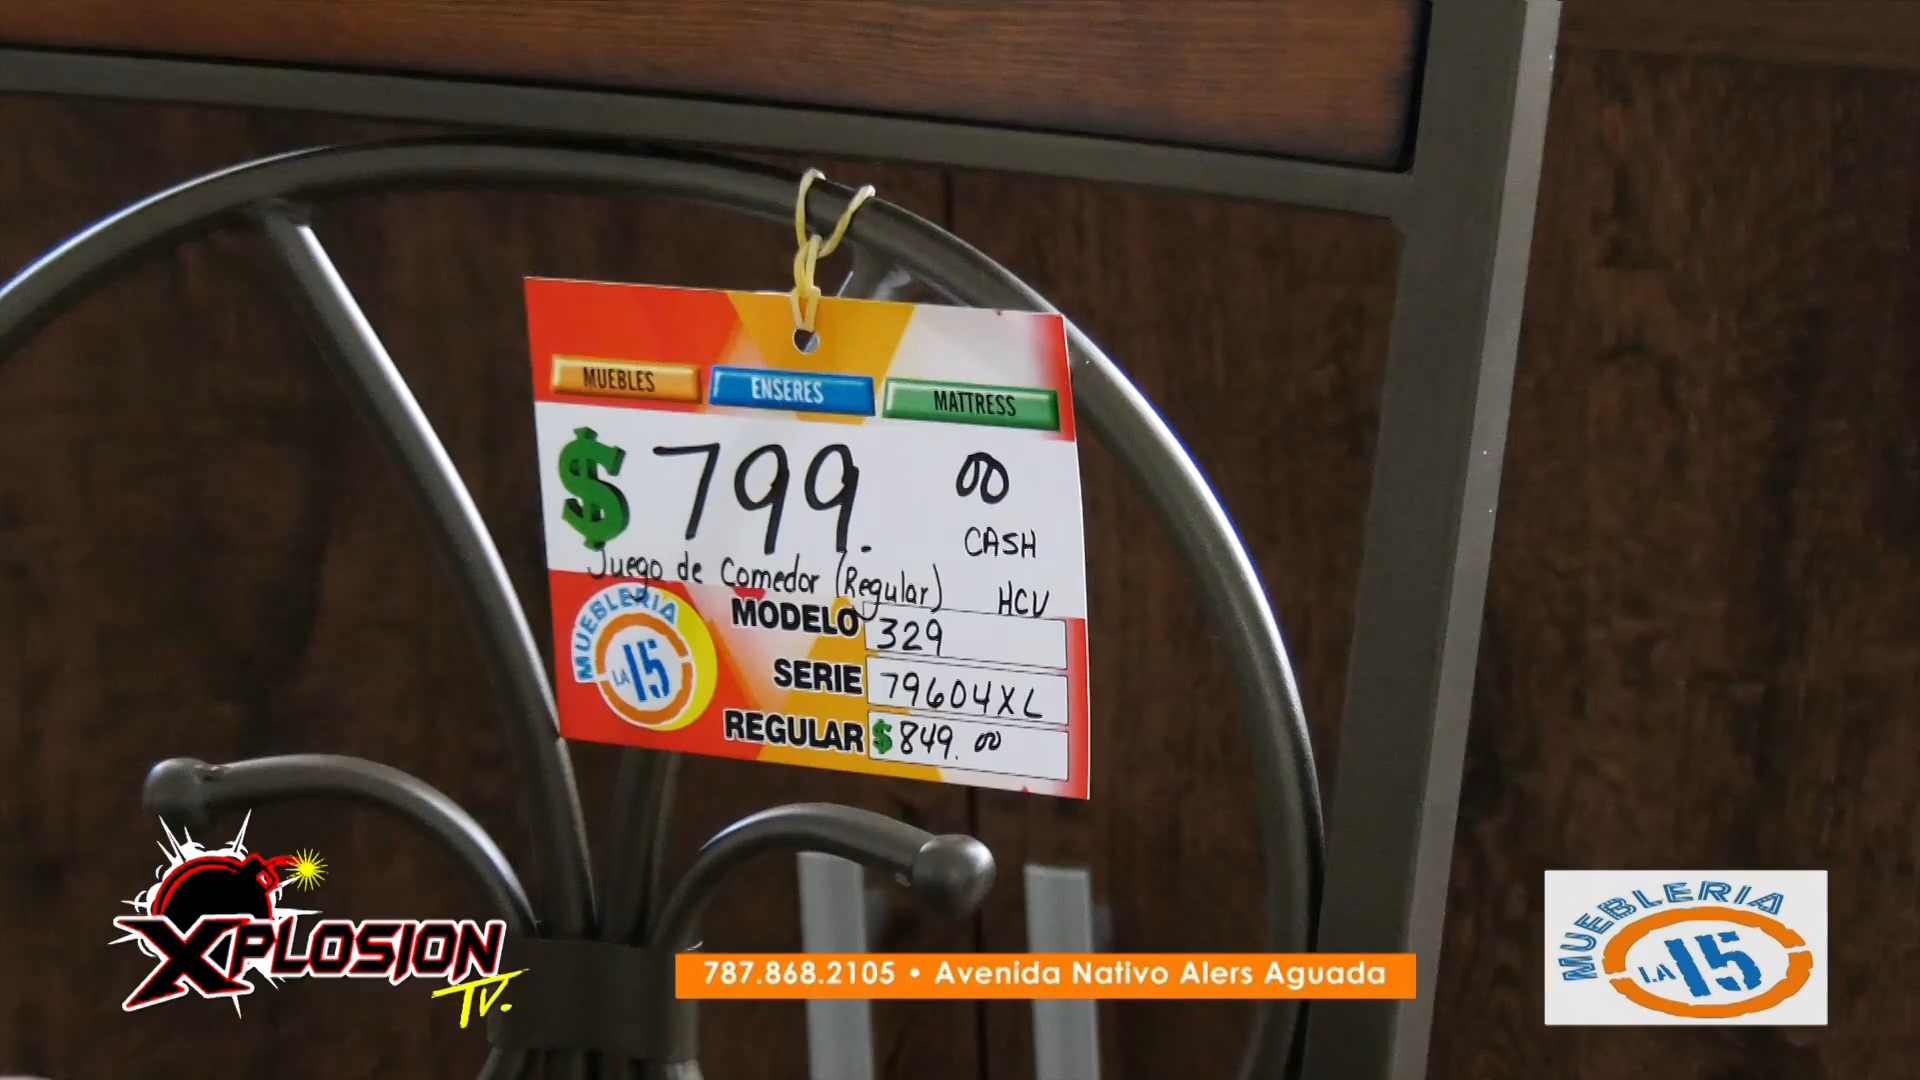 MUEBLES ENSERES MATTRESS
$ 799. 00
CASH
Juego de Comedor (Regular) HCV
MUEBLERIA LA 15
MODELO 329
SERIE 79604XL
REGULAR $ 849. 00
XPLOSION TV.
787.868.2105 • Avenida Nativo Alers Aguada
MUEBLERIA LA 15